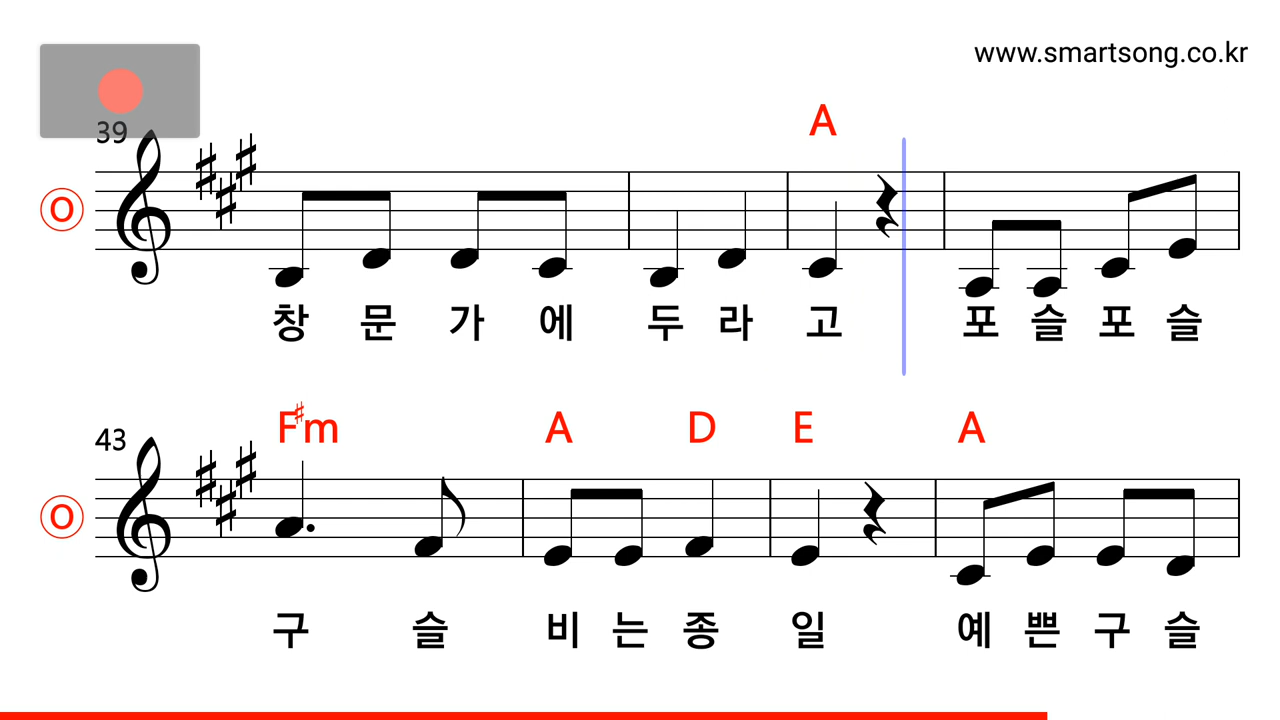 www.smartsong.co.kr
39
A
O
창 문 가 에 두 라 고 포 슬 포 슬
43 F♯m A D E A
O
구 슬 비 는 종 일 예 쁜 구 슬